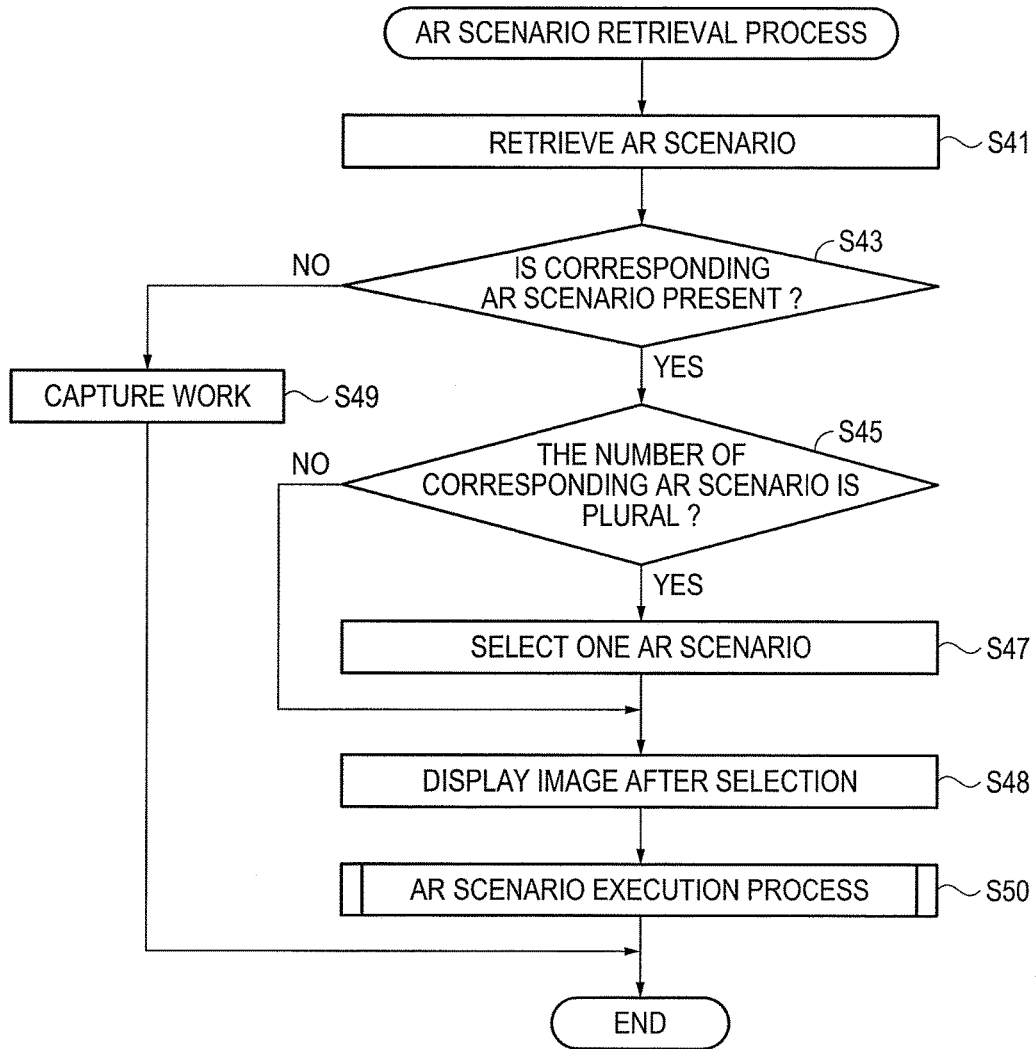 AR SCENARIO RETRIEVAL PROCESS
RETRIEVE AR SCENARIO
S41
S43
NO
IS CORRESPONDING
AR SCENARIO PRESENT ?
YES
CAPTURE WORK
S49
S45
NO
THE NUMBER OF
CORRESPONDING AR SCENARIO IS
PLURAL ?
YES
SELECT ONE AR SCENARIO
S47
DISPLAY IMAGE AFTER SELECTION
S48
AR SCENARIO EXECUTION PROCESS
S50
END